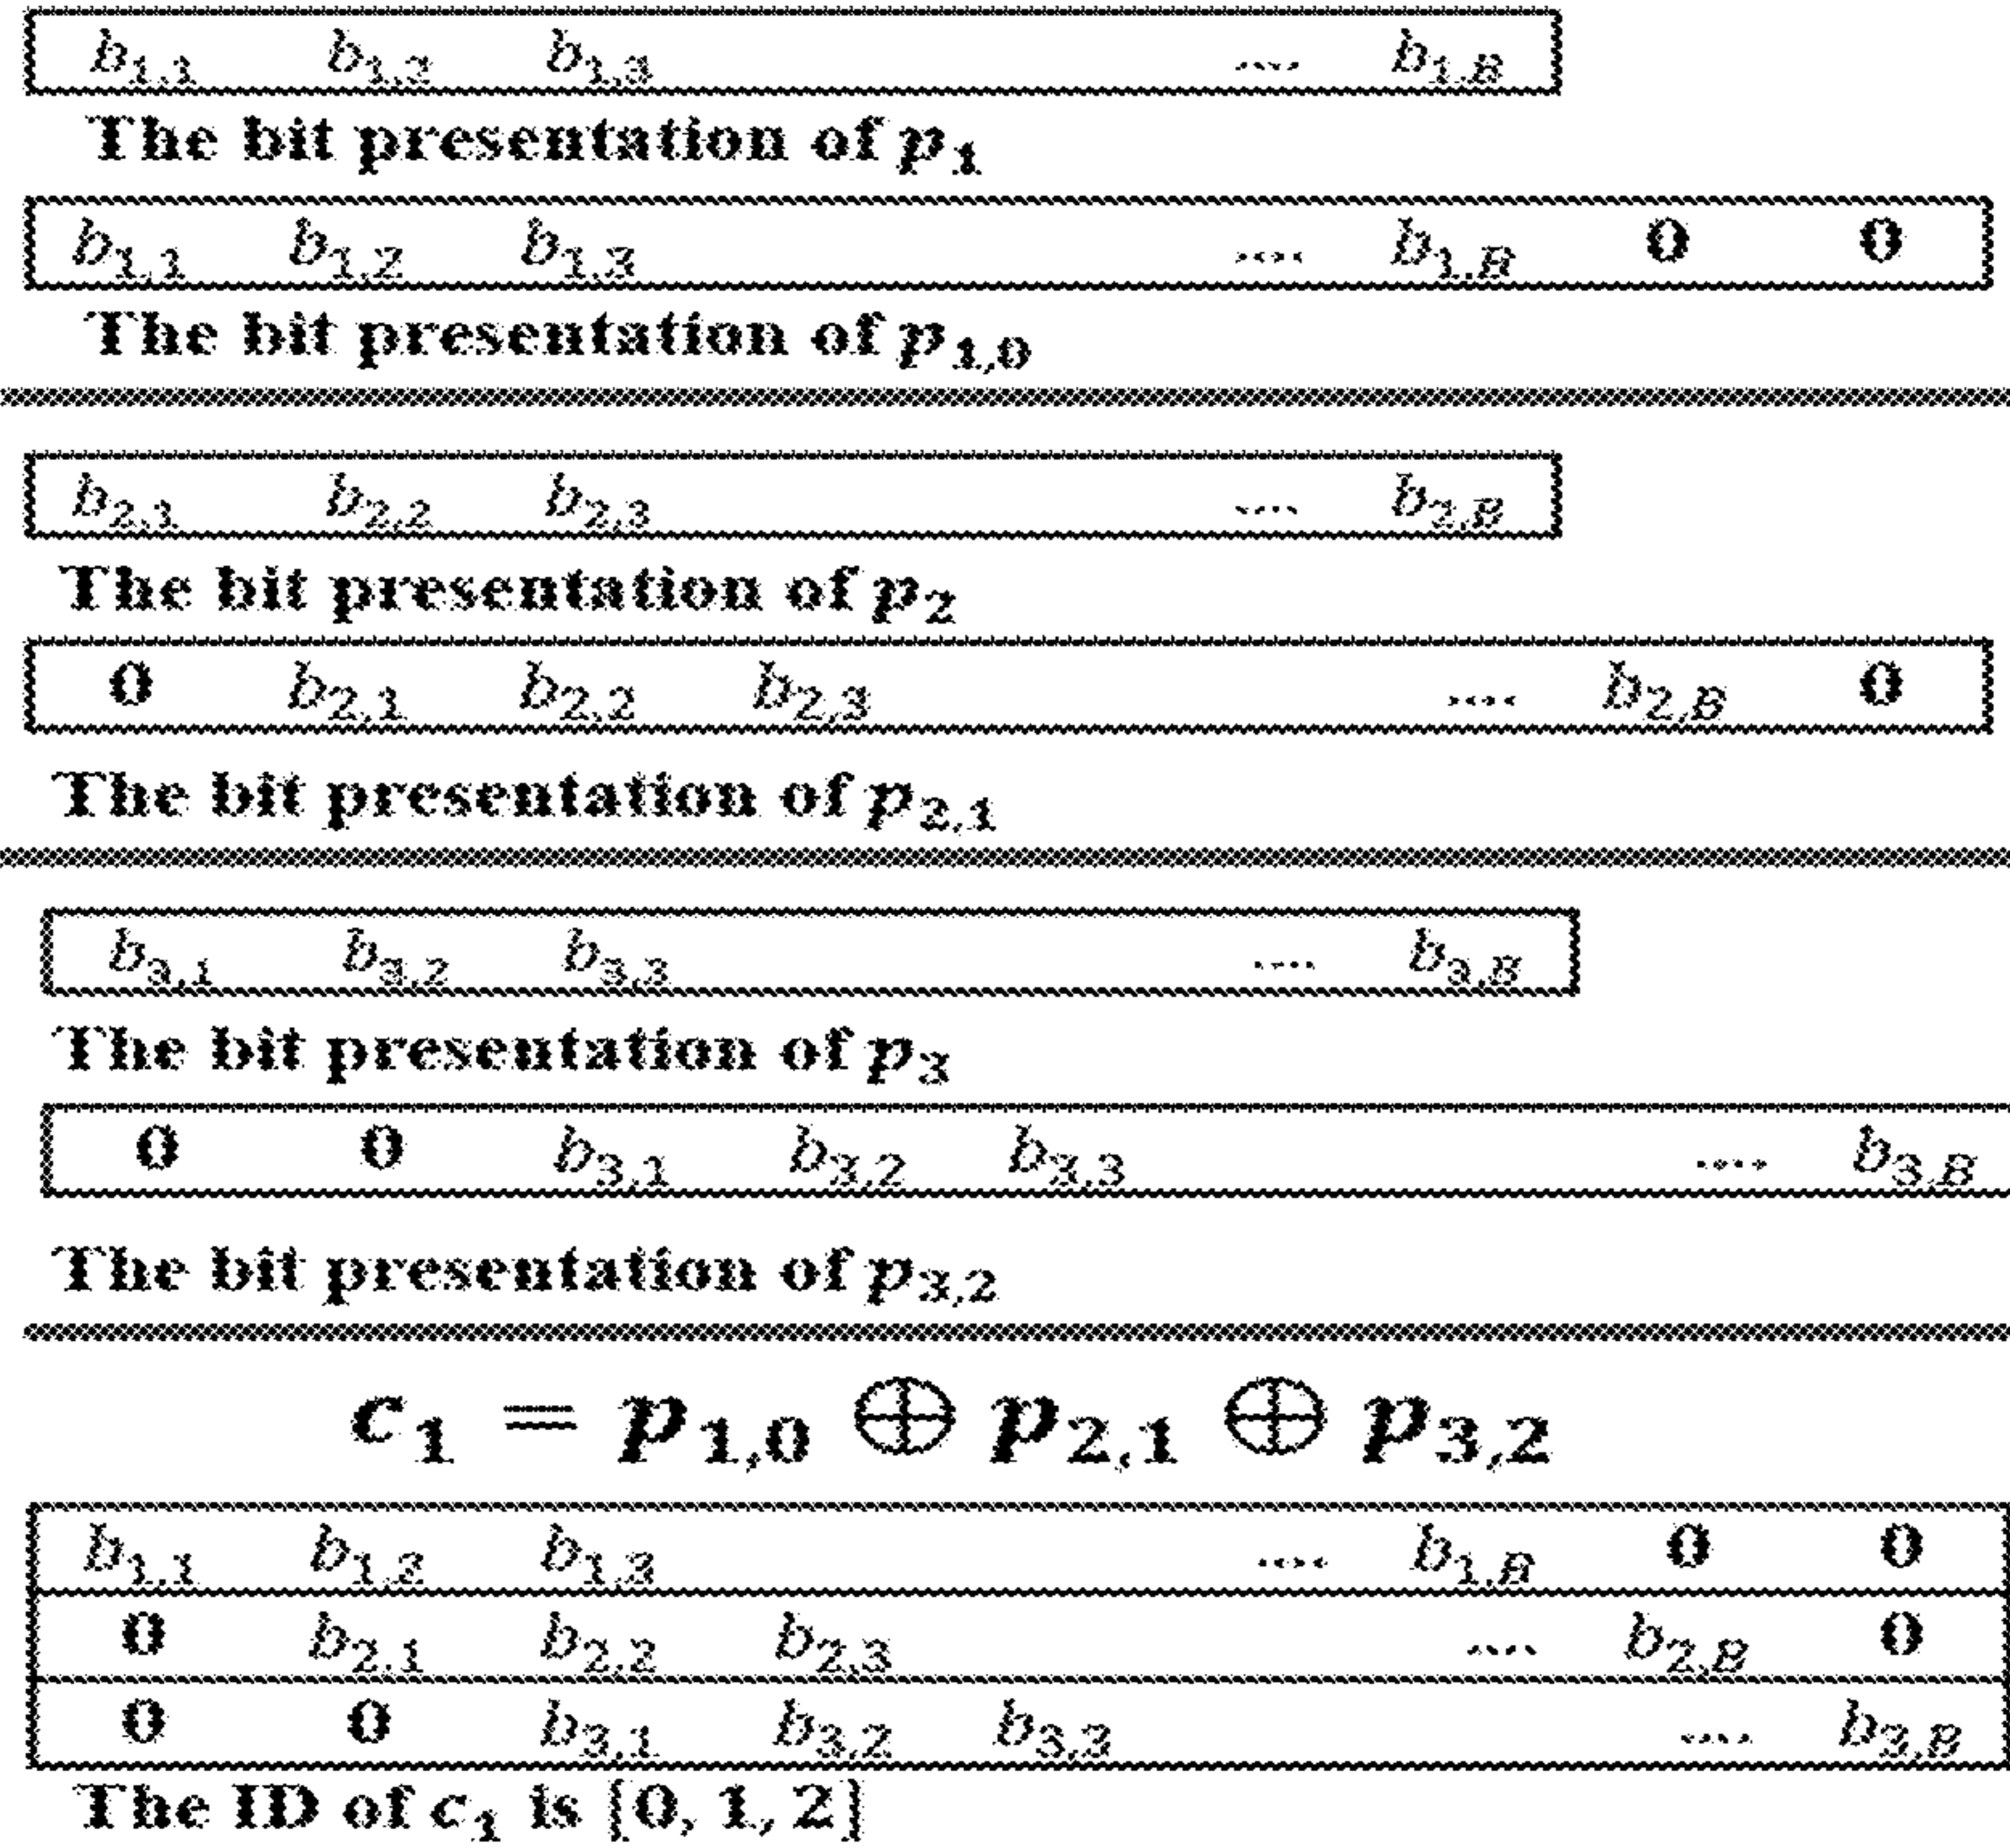 b1,1 b1,2 b1,3 ... b1,B
The bit presentation of p1
b1,1 b1,2 b1,3 .... b1,B 0 0
The bit presentation of p1,0
b2,1 b2,2 b2,3 .... b2,B
The bit presentation of p2
0 b2,1 b2,2 b2,3 .... b2,B 0
The bit presentation of p2,1
b3,1 b3,2 b3,3 .... b3,B
The bit presentation of p3
0 0 b3,1 b3,2 b3,3 .... b3,B
The bit presentation of p3,2
c1 = p1,0 ⊕ p2,1 ⊕ p3,2
b1,1 b1,2 b1,3 .... b1,B 0 0
0 b2,1 b2,2 b2,3 .... b2,B 0
0 0 b3,1 b3,2 b3,3 .... b3,B
The ID of c1 is [0, 1, 2]